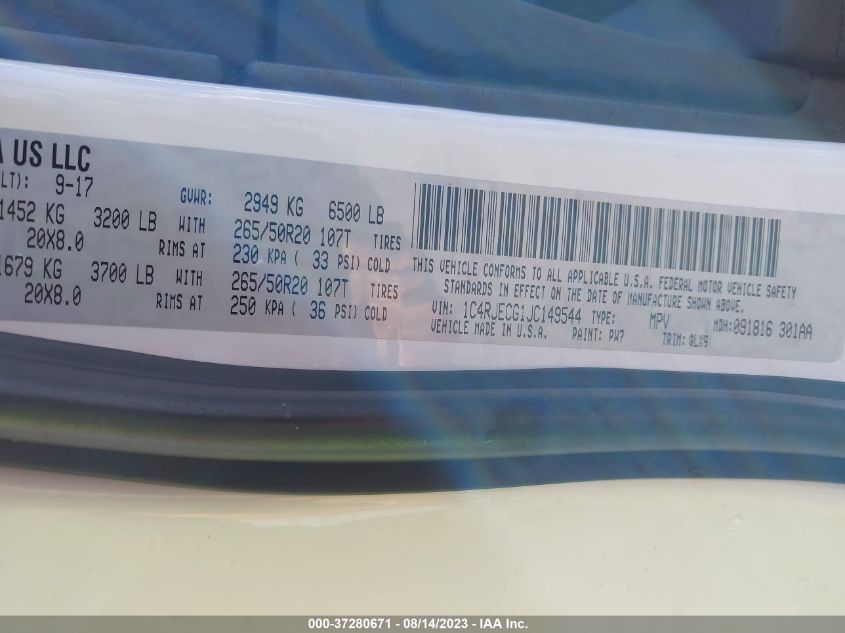 A US LLC
LT): 9-17 GVWR: 2949 KG 6500 LB
1452 KG 3200 LB WITH 265/50R20 107T TIRES
20X8.0 RIMS AT 230 KPA ( 33 PSI) COLD
1679 KG 3700 LB WITH 265/50R20 107T TIRES
20X8.0 RIMS AT 250 KPA ( 36 PSI) COLD
THIS VEHICLE CONFORMS TO ALL APPLICABLE U.S.A. FEDERAL MOTOR VEHICLE SAFETY
STANDARDS IN EFFECT ON THE DATE OF MANUFACTURE SHOWN ABOVE.
VIN: 1C4RJECG1JC149544 TYPE: MPV MDH:091816 301AA
VEHICLE MADE IN U.S.A. PAINT: PW7 TRIM: 0LX9
000-37280671 - 08/14/2023 - IAA Inc.